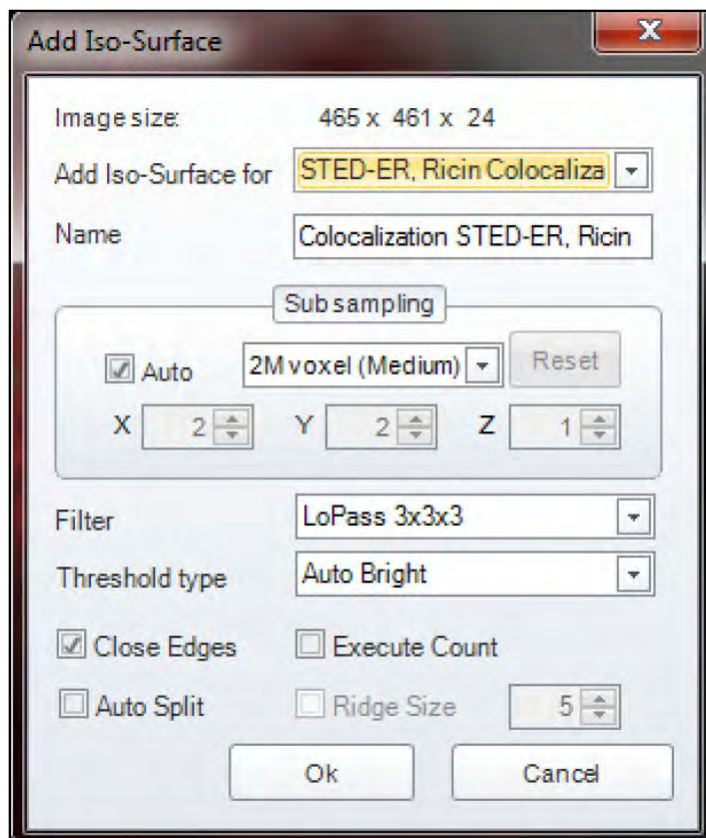 Add Iso-Surface
X
Image size: 465 x 461 x 24
Add Iso-Surface for STED-ER, Ricin Colocaliza
Name Colocalization STED-ER, Ricin
Sub sampling
Auto 2M voxel (Medium) Reset
X 2 Y 2 Z 1
Filter LoPass 3x3x3
Threshold type Auto Bright
Close Edges Execute Count
Auto Split Ridge Size 5
Ok Cancel